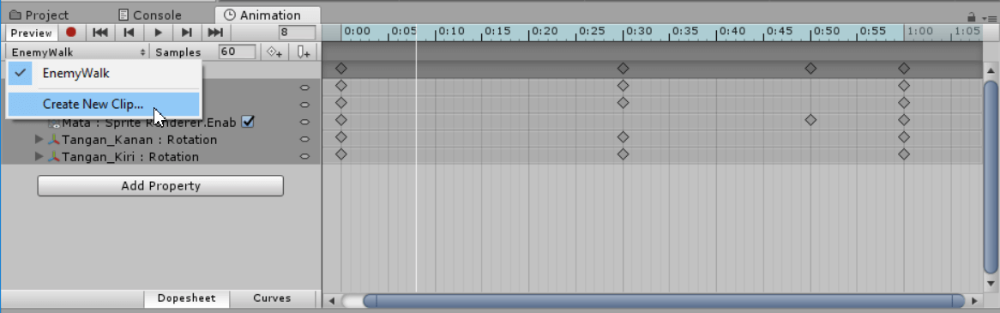 Project Console Animation
Preview 8 0:00 0:05 0:10 0:15 0:20 0:25 0:30 0:35 0:40 0:45 0:50 0:55 1:00 1:05
EnemyWalk Samples 60
EnemyWalk
Create New Clip...
Mata : Sprite Renderer.Enab
Tangan_Kanan : Rotation
Tangan_Kiri : Rotation
Add Property
Dopesheet Curves